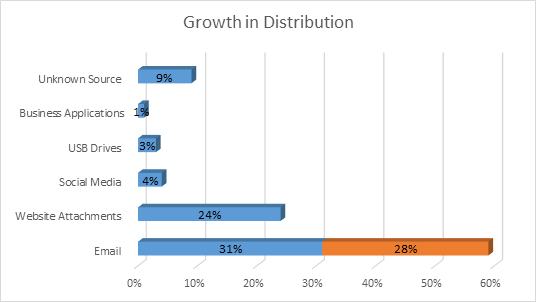 Growth in Distribution
Unknown Source 9%
Business Applications 1%
USB Drives 3%
Social Media 4%
Website Attachments 24%
Email 31% 28%
0% 10% 20% 30% 40% 50% 60%